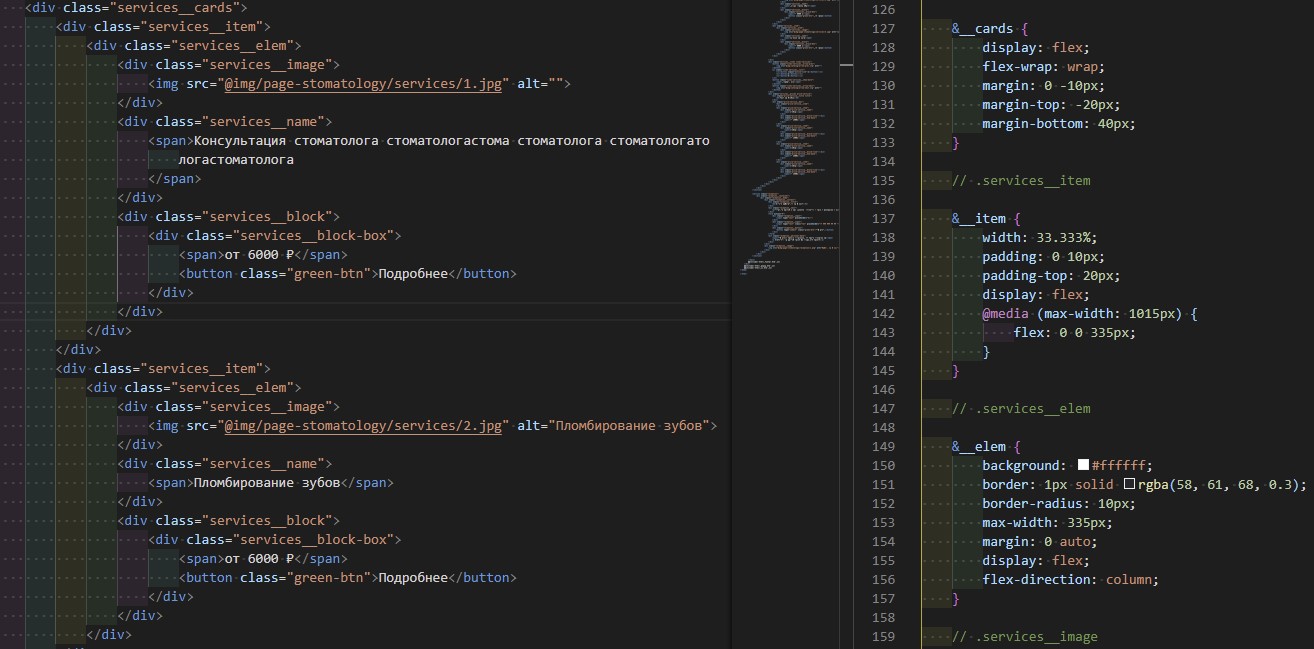 <div class="services__cards">
<div class="services__item">
<div class="services__elem">
<div class="services__image">
<img src="@img/page-stomatology/services/1.jpg" alt="">
</div>
<div class="services__name">
<span>Консультация стоматолога стоматологастома стоматолога стоматологато
логастоматолога
</span>
</div>
<div class="services__block">
<div class="services__block-box">
<span>от 6000 ₽</span>
<button class="green-btn">Подробнее</button>
</div>
</div>
</div>
</div>
<div class="services__item">
<div class="services__elem">
<div class="services__image">
<img src="@img/page-stomatology/services/2.jpg" alt="Пломбирование зубов">
</div>
<div class="services__name">
<span>Пломбирование зубов</span>
</div>
<div class="services__block">
<div class="services__block-box">
<span>от 6000 ₽</span>
<button class="green-btn">Подробнее</button>
</div>
</div>
</div>
126
127 &__cards {
128 display: flex;
129 flex-wrap: wrap;
130 margin: 0 -10px;
131 margin-top: -20px;
132 margin-bottom: 40px;
133 }
134
135 // .services__item
136
137 &__item {
138 width: 33.333%;
139 padding: 0 10px;
140 padding-top: 20px;
141 display: flex;
142 @media (max-width: 1015px) {
143 flex: 0 0 335px;
144 }
145 }
146
147 // .services__elem
148
149 &__elem {
150 background: #ffffff;
151 border: 1px solid rgba(58, 61, 68, 0.3);
152 border-radius: 10px;
153 max-width: 335px;
154 margin: 0 auto;
155 display: flex;
156 flex-direction: column;
157 }
158
159 // .services__image